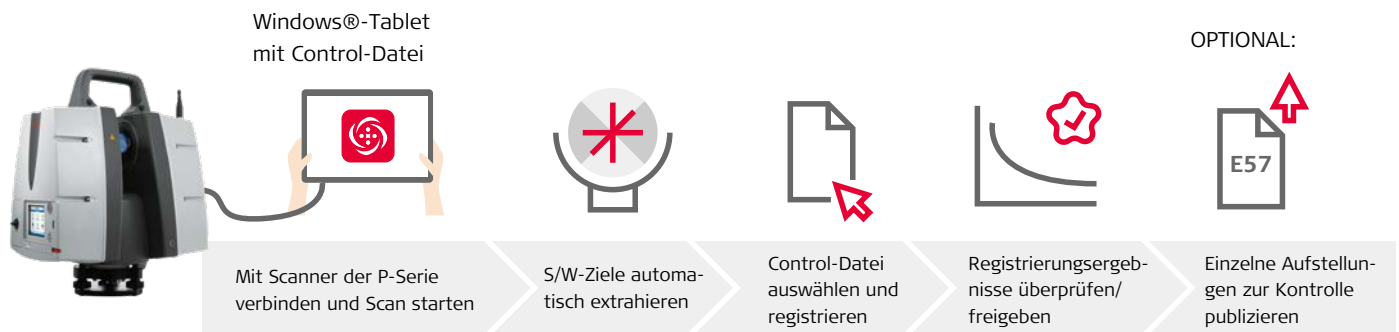 Windows®-Tablet
mit Control-Datei
OPTIONAL:
E57
Mit Scanner der P-Serie
verbinden und Scan starten
S/W-Ziele automa-
tisch extrahieren
Control-Datei
auswählen und
registrieren
Registrierungsergeb-
nisse überprüfen/
freigeben
Einzelne Aufstellun-
gen zur Kontrolle
publizieren